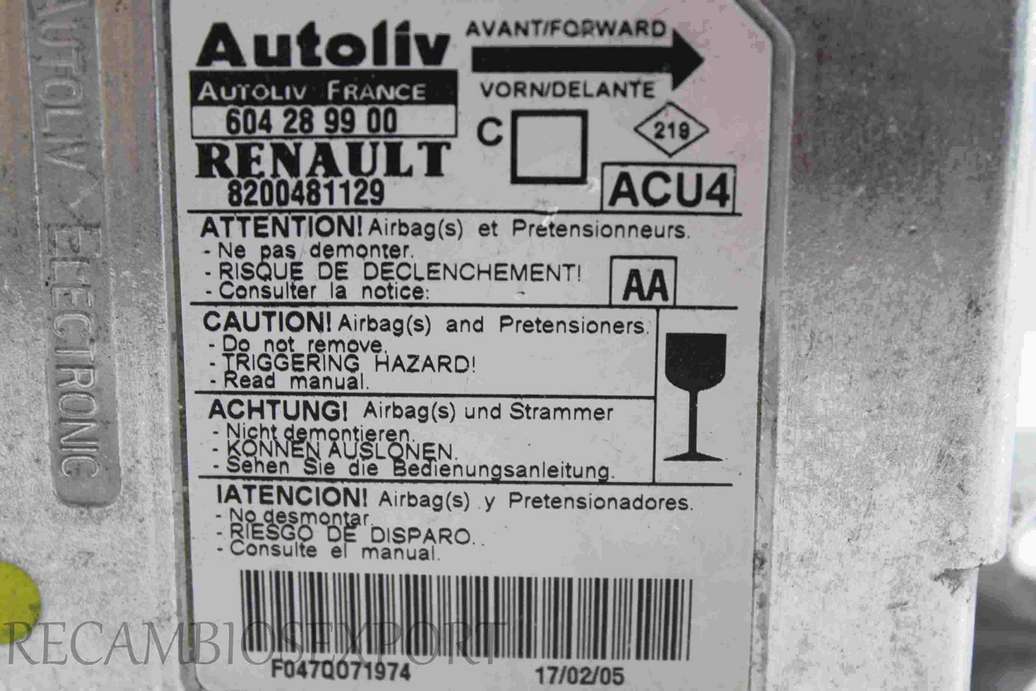 AUTOLIV ELECTRONIC
Autoliv
AVANT/FORWARD
AUTOLIV FRANCE
VORN/DELANTE
604 28 99 00
C
219
RENAULT
8200481129
ACU4
ATTENTION! Airbag(s) et Pretensionneurs.
- Ne pas demonter.
- RISQUE DE DECLENCHEMENT!
- Consulter la notice:
AA
CAUTION! Airbag(s) and Pretensioners.
- Do not remove.
- TRIGGERING HAZARD!
- Read manual.
ACHTUNG! Airbag(s) und Strammer
- Nicht demontieren.
- KONNEN AUSLONEN.
- Sehen Sie die Bedienungsanleitung.
IATENCION! Airbag(s) y Pretensionadores.
- No desmontar.
- RIESGO DE DISPARO.
- Consulte el manual.
F047Q071974
17/02/05
RECAMBIOSEXPORT